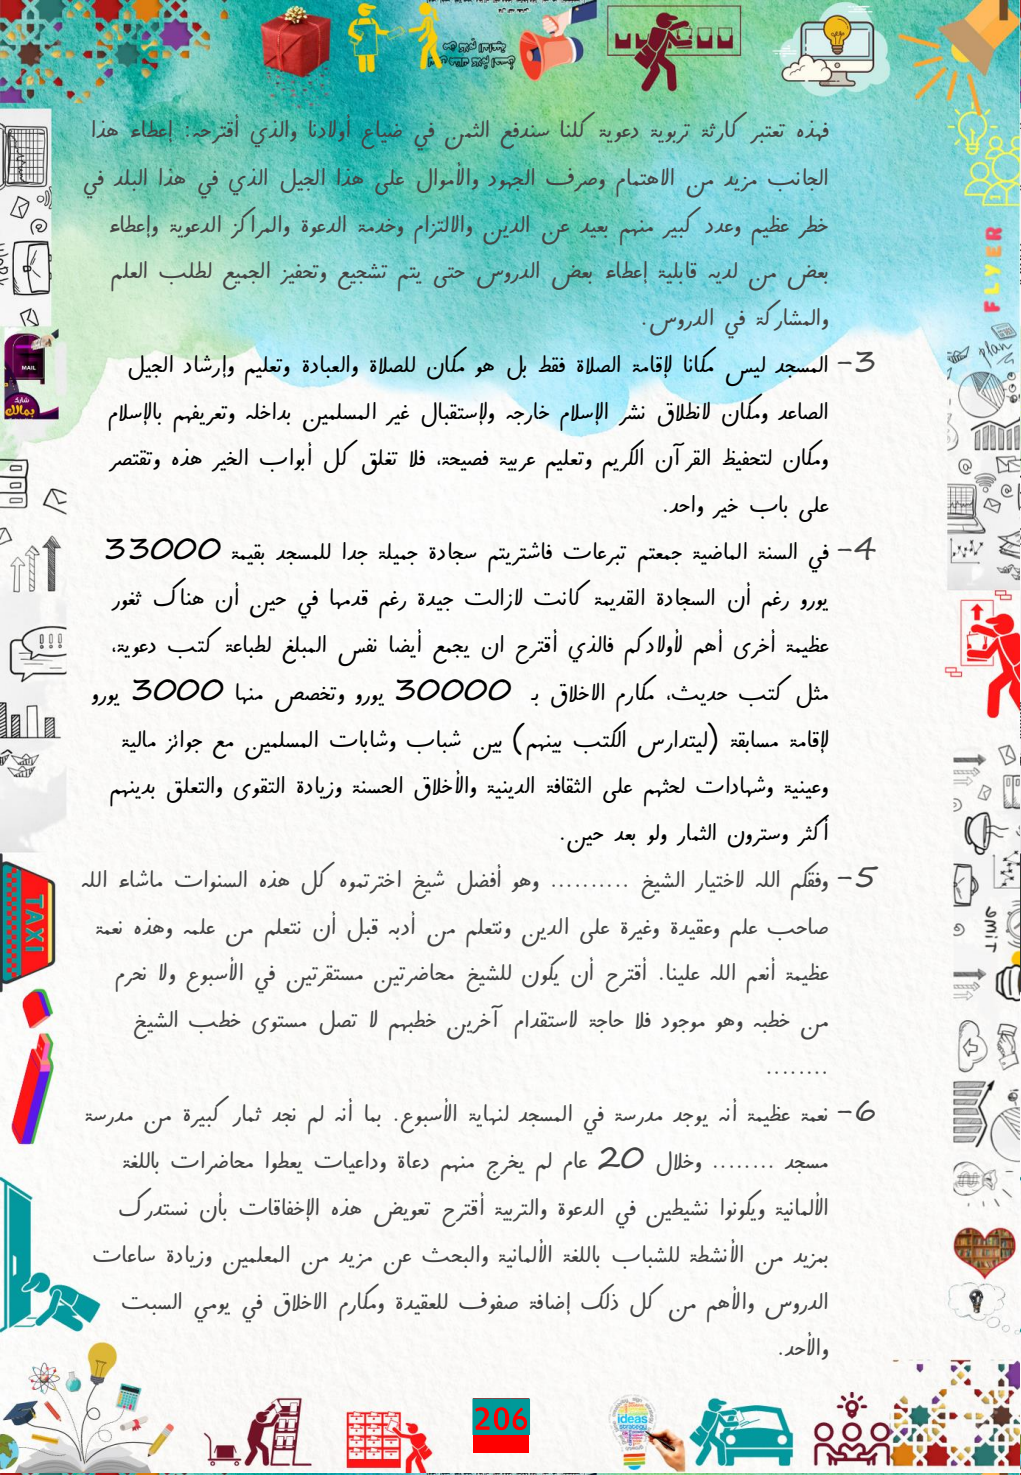 فهذه تعتبر كارثة تربوية دعوية كلنا سندفع الثمن في ضياع أولادنا والذي أقترحه: إعطاء هذا
الجانب مزيد من الاهتمام وصرف الجهود والأموال على هذا الجيل الذي في هذا البلد في
خطر عظيم وعدد كبير منهم بعيد عن الدين والالتزام وخدمة الدعوة والمراكز الدعوية وإعطاء
بعض من لديه قابلية إعطاء بعض الدروس حتى يتم تشجيع وتحفيز الجميع لطلب العلم
والمشاركة في الدروس.
3- المسجد ليس مكانا لإقامة الصلاة فقط بل هو مكان للصلاة والعبادة وتعليم وإرشاد الجيل
الصاعد ومكان لانطلاق نشر الإسلام خارجه ولإستقبال غير المسلمين بداخله وتعريفهم بالإسلام
ومكان لتحفيظ القرآن الكريم وتعليم عربية فصيحة، فلا تغلق كل أبواب الخير هذه وتقتصر
على باب خير واحد.
4- في السنة الماضية جمعتم تبرعات فاشتريتم سجادة جميلة جدا للمسجد بقيمة 33000
يورو رغم أن السجادة القديمة كانت لازالت جيدة رغم قدمها في حين أن هناك ثغور
عظيمة أخرى أهم لأولادكم فالذي أقترح ان يجمع أيضا نفس المبلغ لطباعة كتب دعوية،
مثل كتب حديث، مكارم الاخلاق بـ 30000 يورو وتخصص منها 3000 يورو
لإقامة مسابقة (ليتدارس الكتب بينهم) بين شباب وشابات المسلمين مع جوائز مالية
وعينية وشهادات لحثهم على الثقافة الدينية والأخلاق الحسنة وزيادة التقوى والتعلق بدينهم
أكثر وسترون الثمار ولو بعد حين.
5- وفقكم الله لاختيار الشيخ .......... وهو أفضل شيخ اخترتموه كل هذه السنوات ماشاء الله
صاحب علم وعقيدة وغيرة على الدين ونتعلم من أدبه قبل أن نتعلم من علمه وهذه نعمة
عظيمة أنعم الله علينا. أقترح أن يكون للشيخ محاضرتين مستقرتين في الأسبوع ولا نحرم
من خطبه وهو موجود فلا حاجة لاستقدام آخرين خطبهم لا تصل مستوى خطب الشيخ
........
6- نعمة عظيمة أنه يوجد مدرسة في المسجد لنهاية الأسبوع. بما أنه لم نجد ثمار كبيرة من مدرسة
مسجد ........ وخلال 20 عام لم يخرج منهم دعاة وداعيات يعطوا محاضرات باللغة
الألمانية ويكونوا نشيطين في الدعوة والتربية أقترح تعويض هذه الإخفاقات بأن نستدرك
بمزيد من الأنشطة للشباب باللغة الألمانية والبحث عن مزيد من المعلمين وزيادة ساعات
الدروس والأهم من كل ذلك إضافة صفوف للعقيدة ومكارم الاخلاق في يومي السبت
والأحد.
206
FLYER
plan
MAIL
شارك
بمالك
TAXI
TIME
ideas